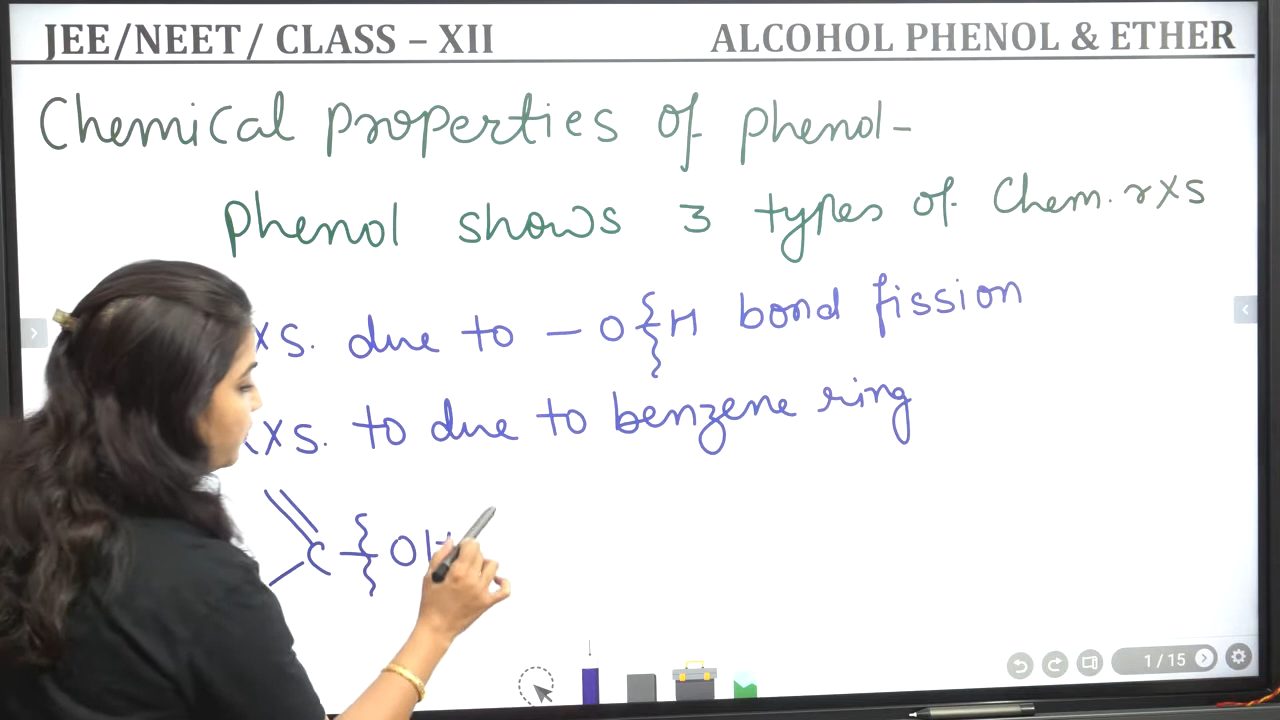 JEE/NEET/ CLASS – XII
ALCOHOL PHENOL & ETHER
Chemical properties of phenol-
Phenol shows 3 types of Chem. rxs
xs. due to – O H bond fission
xs. to due to benzene ring
C OH
1 / 15